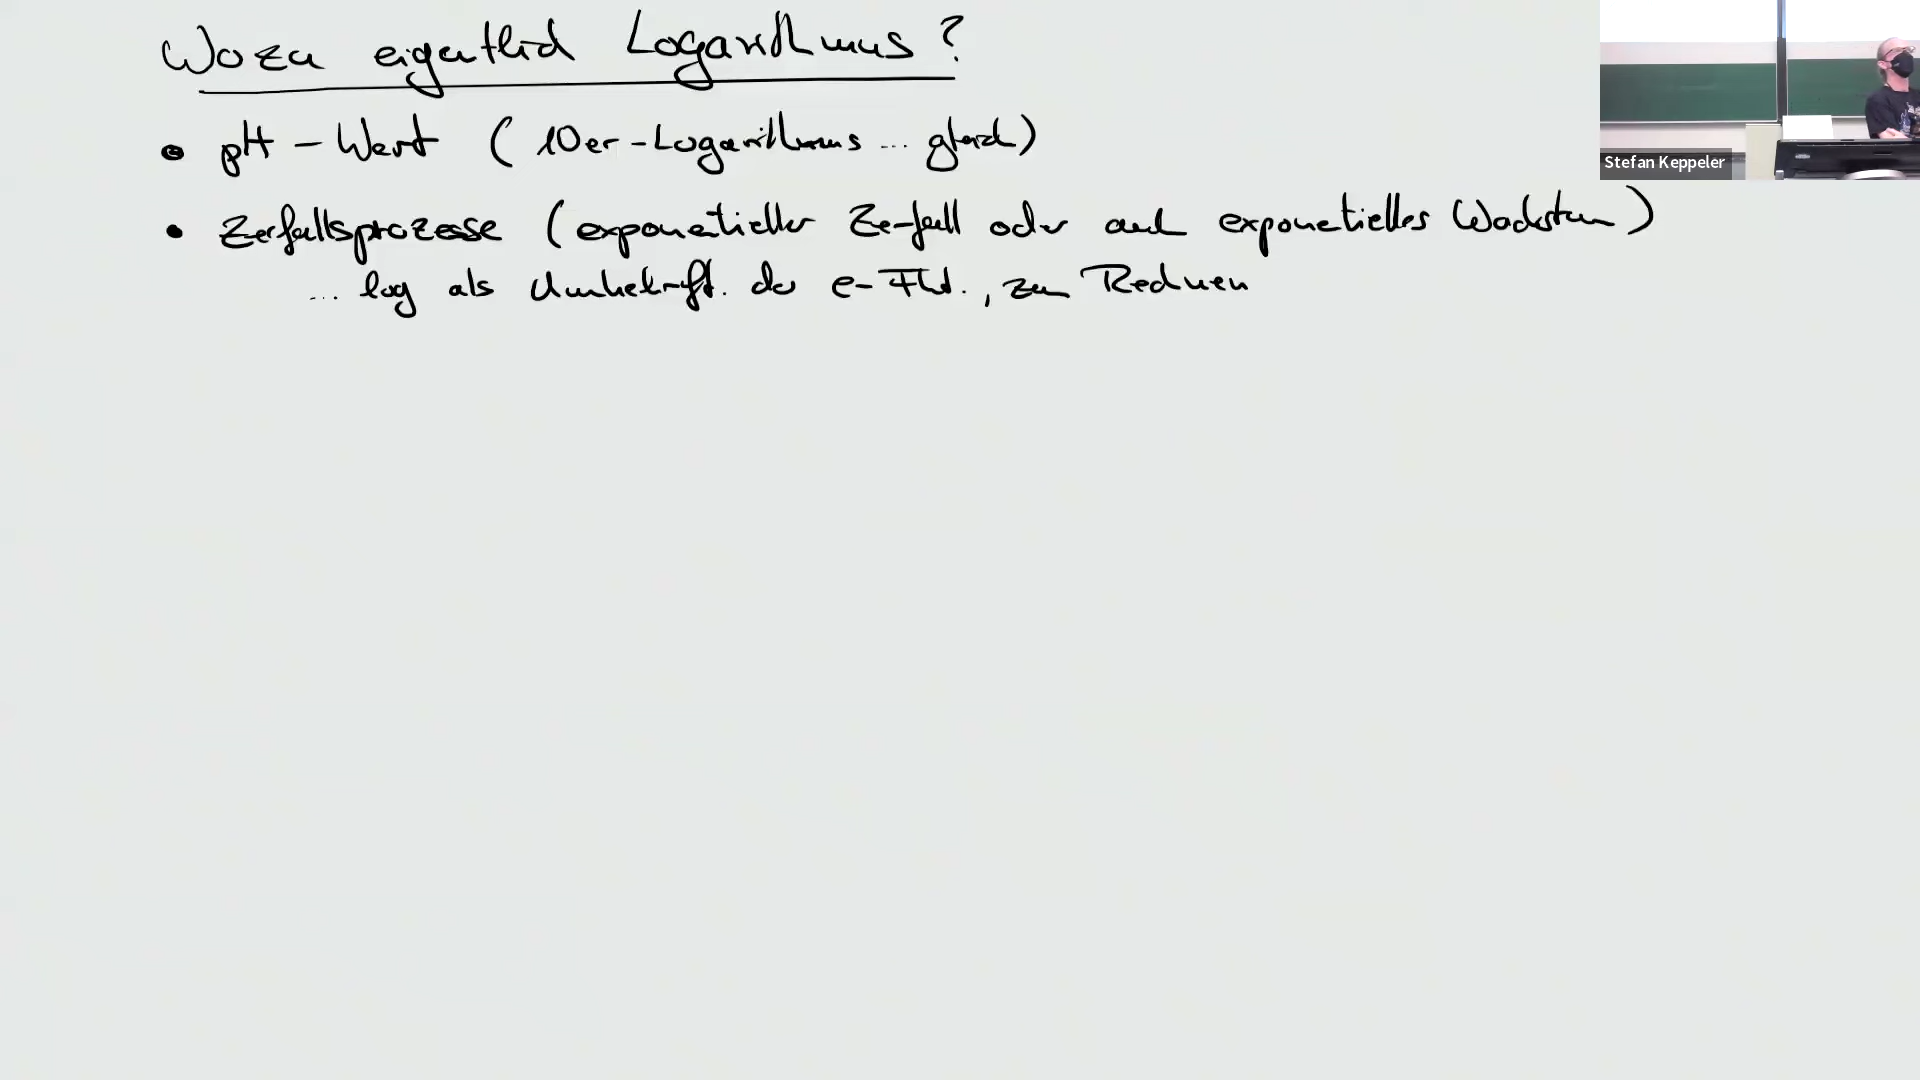 Wozu eigentlich Logarithmus?
• pH-Wert (10er-Logarithmus ... gleich)
• Zerfallsprozesse (exponentieller Zerfall oder auch exponentielles Wachstum)
... log als Umkehrfkt. der e-Fkt., zum Rechnen
Stefan Keppeler